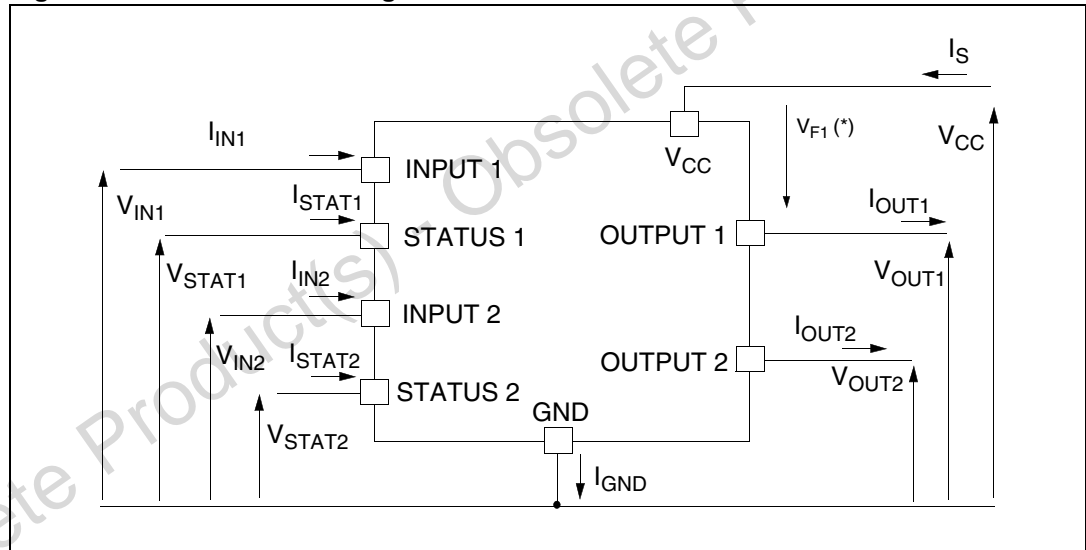 I_S
V_F1 (*)
V_CC
V_CC
I_IN1
INPUT 1
V_IN1
I_STAT1
STATUS 1
OUTPUT 1
I_OUT1
V_STAT1
V_OUT1
I_IN2
INPUT 2
V_IN2
I_STAT2
OUTPUT 2
I_OUT2
V_OUT2
STATUS 2
GND
V_STAT2
I_GND
Product(s) - Obsolete